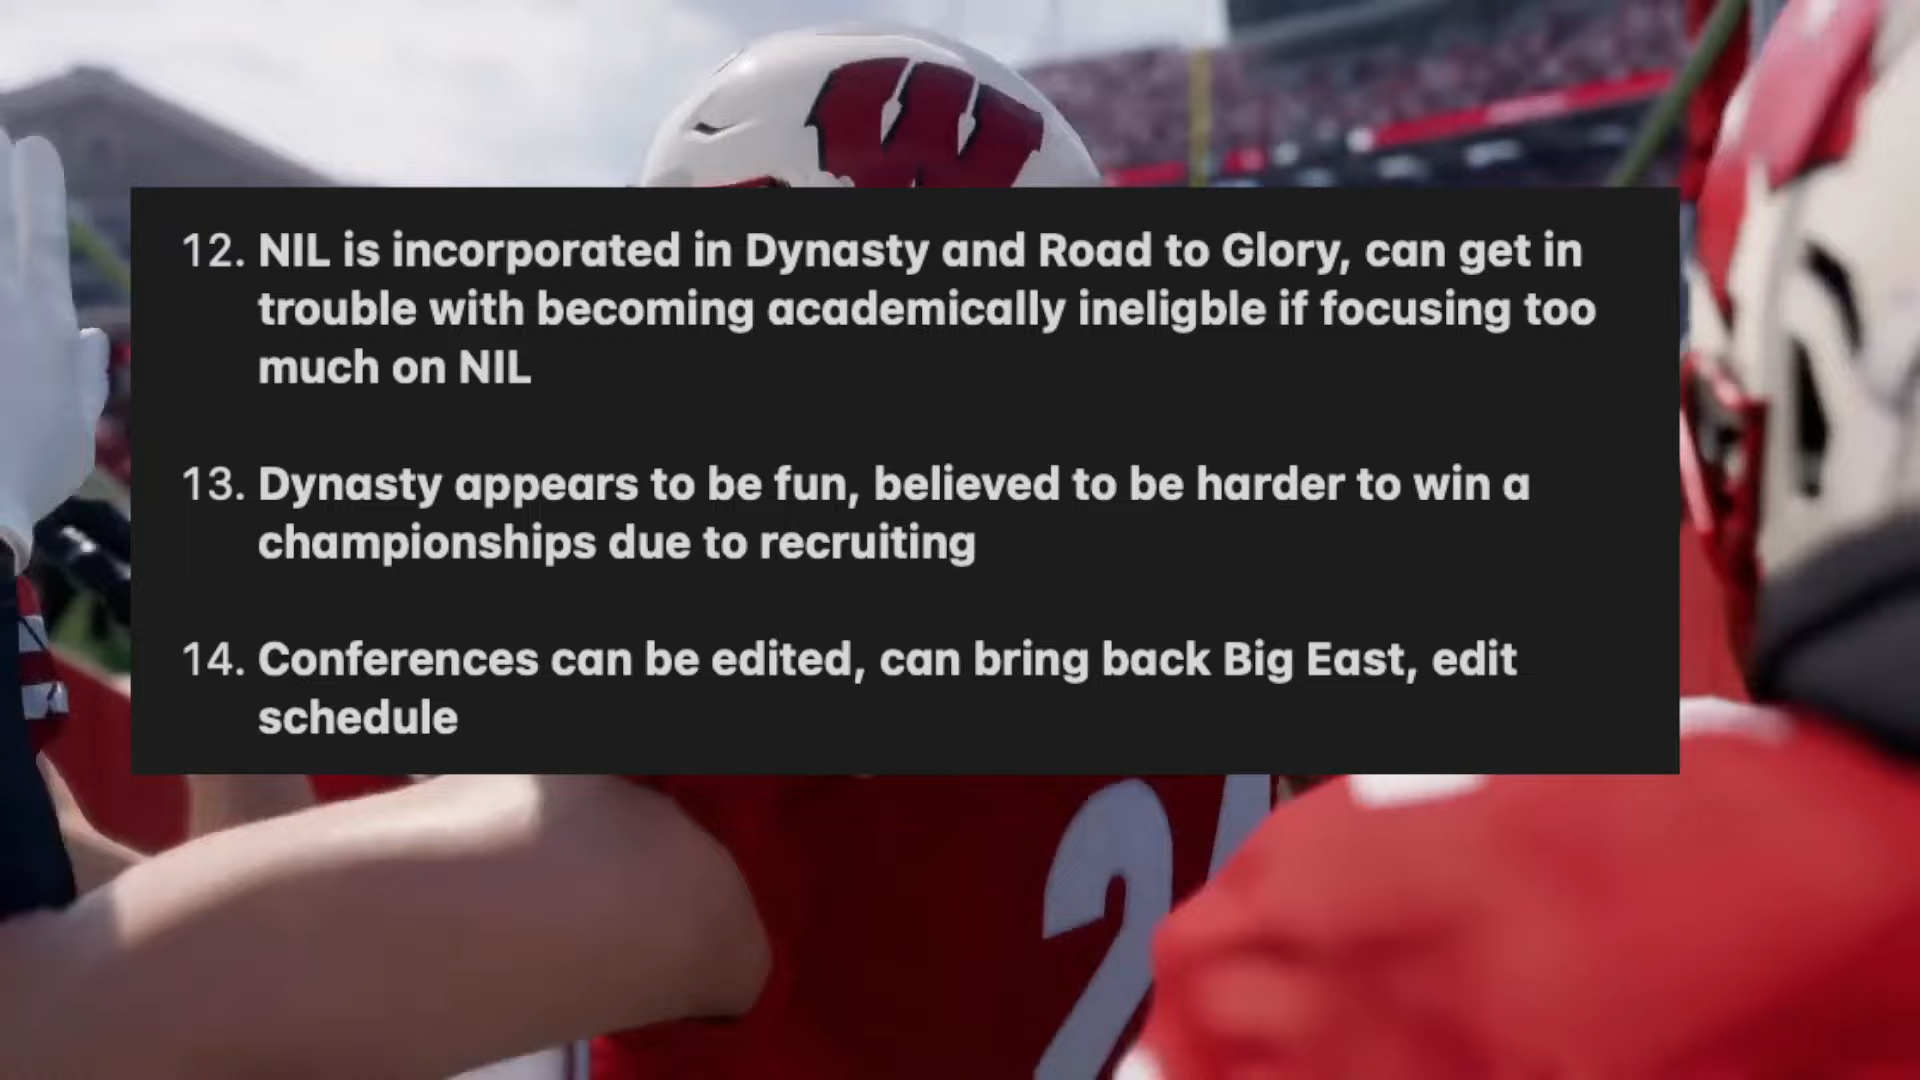 W
12. NIL is incorporated in Dynasty and Road to Glory, can get in
trouble with becoming academically ineligble if focusing too
much on NIL
13. Dynasty appears to be fun, believed to be harder to win a
championships due to recruiting
14. Conferences can be edited, can bring back Big East, edit
schedule